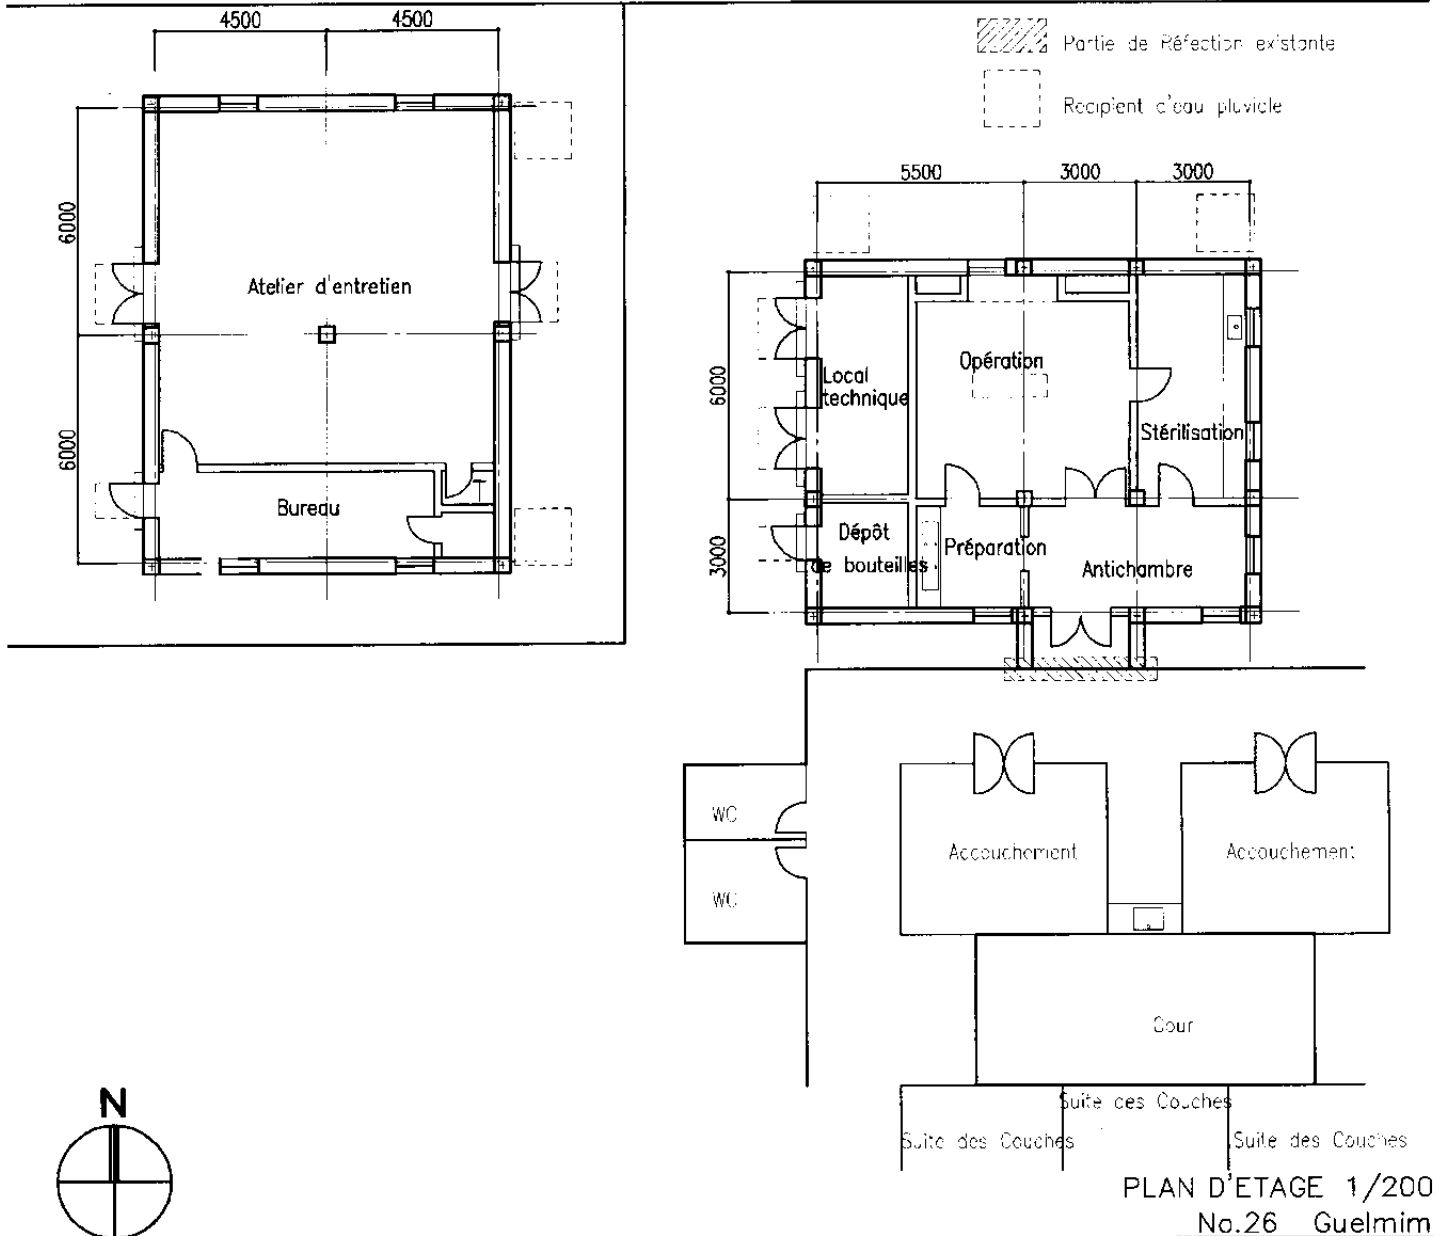 4500 4500
Partie de Réfection existante
Recipient d'eau pluviale
5500 3000 3000
6000
Atelier d'entretien
6000
Bureau
6000
Opération
Local
technique
Stérilisation
3000
Dépôt
de bouteilles
Préparation
Antichambre
WC
WC
Accouchement
Accouchement
Cour
Suite des Couches
Suite des Couches
Suite des Couches
N
PLAN D'ETAGE 1/200
No.26 Guelmim